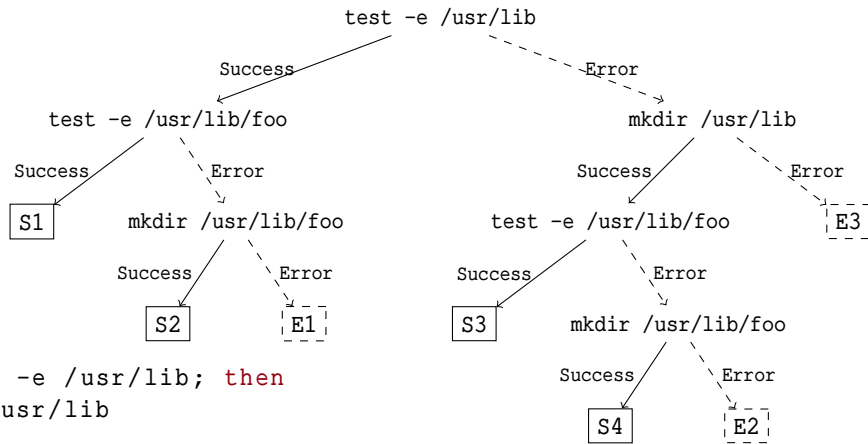 test -e /usr/lib
Success
Error
test -e /usr/lib/foo
mkdir /usr/lib
Success
Error
Success
Error
S1
mkdir /usr/lib/foo
test -e /usr/lib/foo
E3
Success
Error
Success
Error
S2
E1
S3
mkdir /usr/lib/foo
-e /usr/lib; then
Success
Error
usr/lib
S4
E2